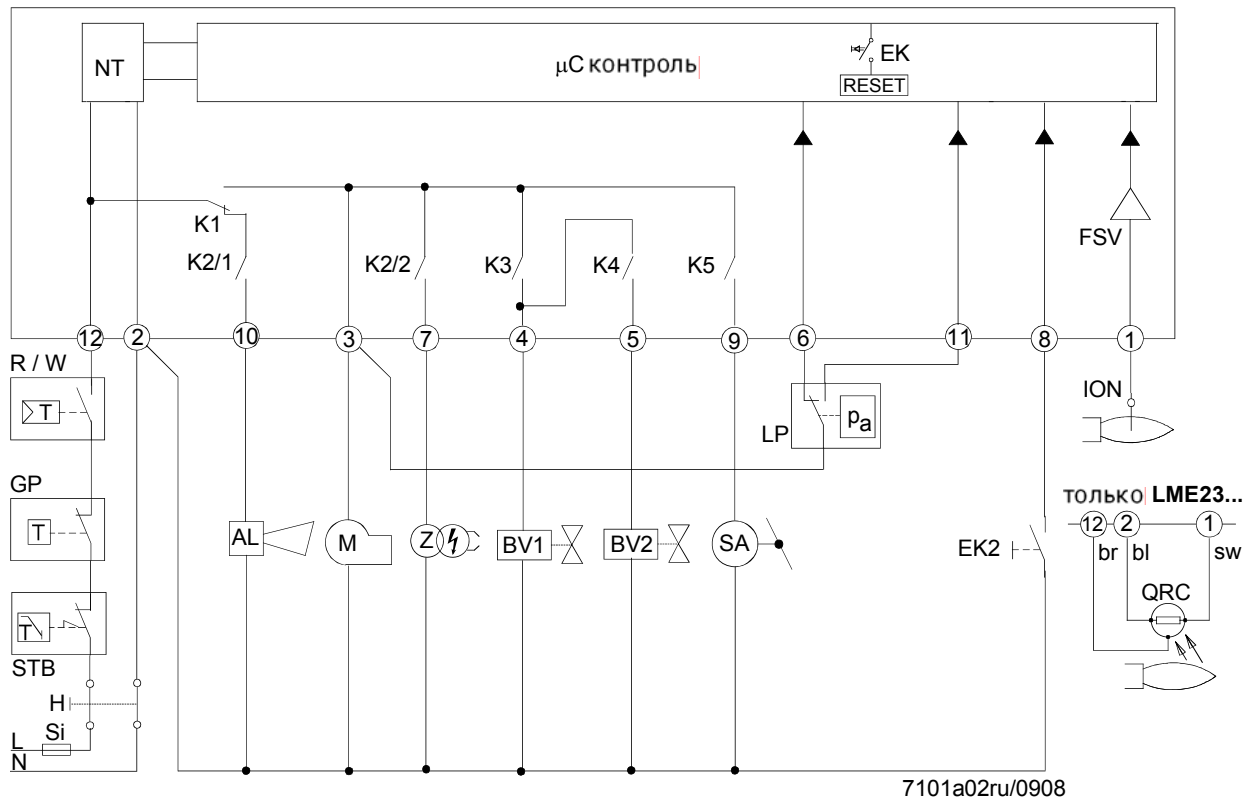 NT
μC контроль
EK
RESET
K1
K2/1
K2/2
K3
K4
K5
FSV
12
2
10
3
7
4
5
9
6
11
8
1
R / W
T
LP
pa
ION
GP
T
только LME23...
12
2
1
br
bl
sw
AL
M
Z
BV1
BV2
SA
EK2
QRC
T
STB
H
Si
L
N
7101a02ru/0908